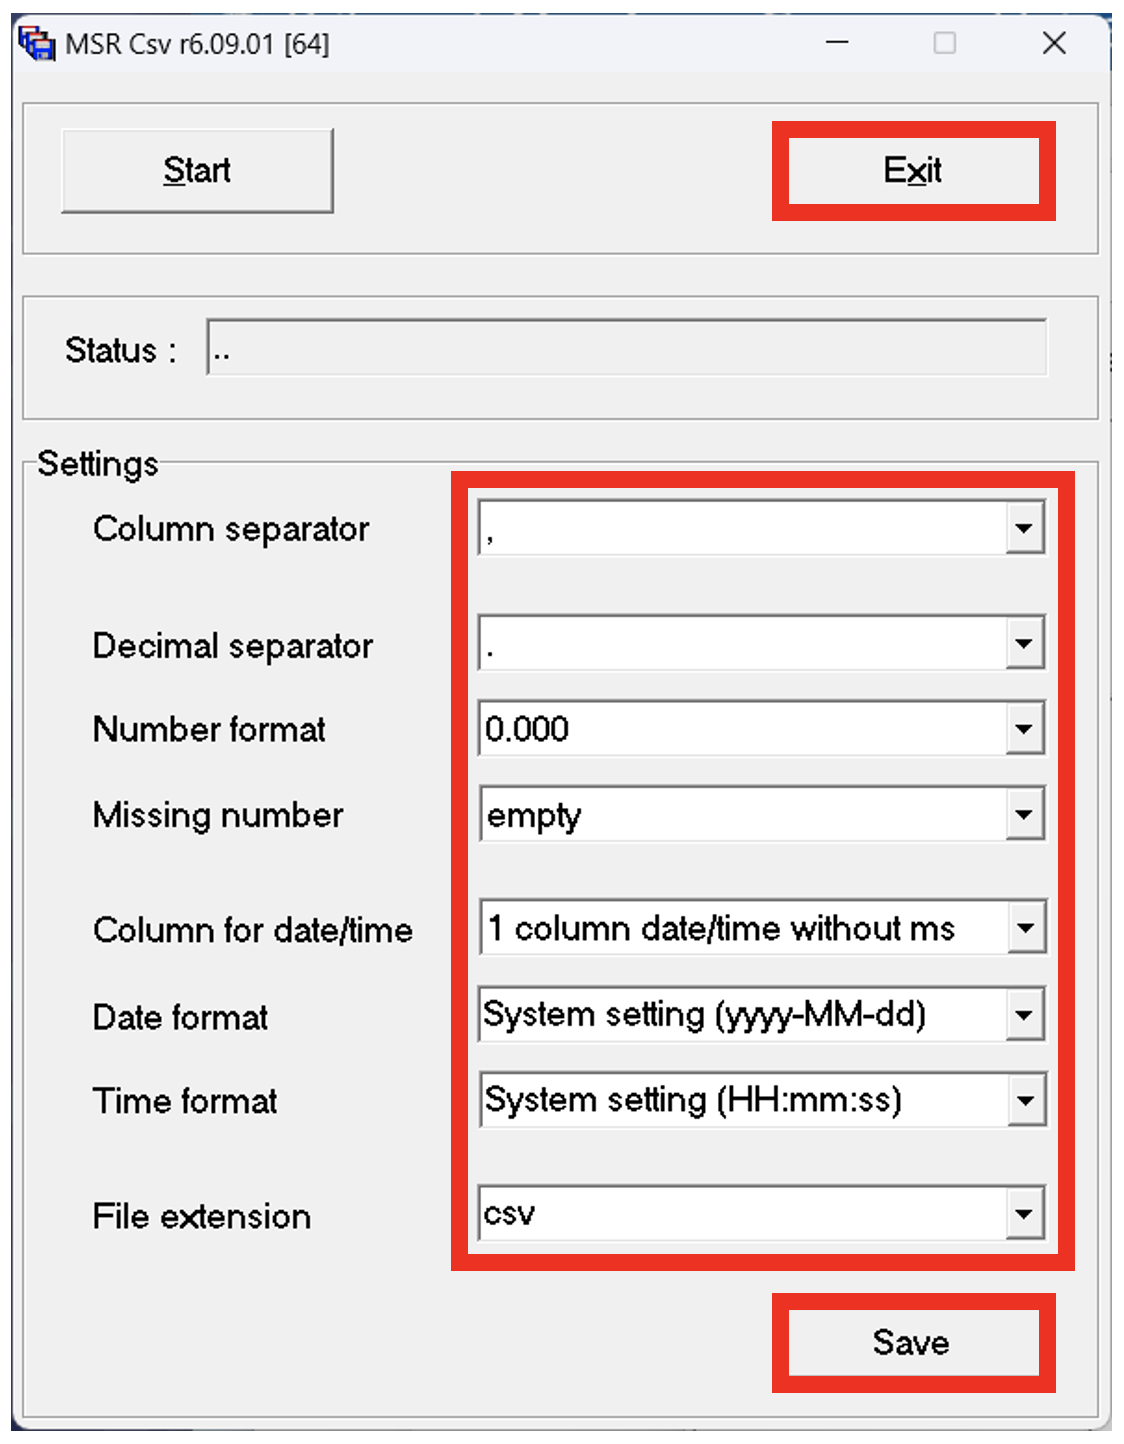 MSR Csv r6.09.01 [64]
Start
Exit
Status :
..
Settings
Column separator
,
Decimal separator
.
Number format
0.000
Missing number
empty
Column for date/time
1 column date/time without ms
Date format
System setting (yyyy-MM-dd)
Time format
System setting (HH:mm:ss)
File extension
csv
Save